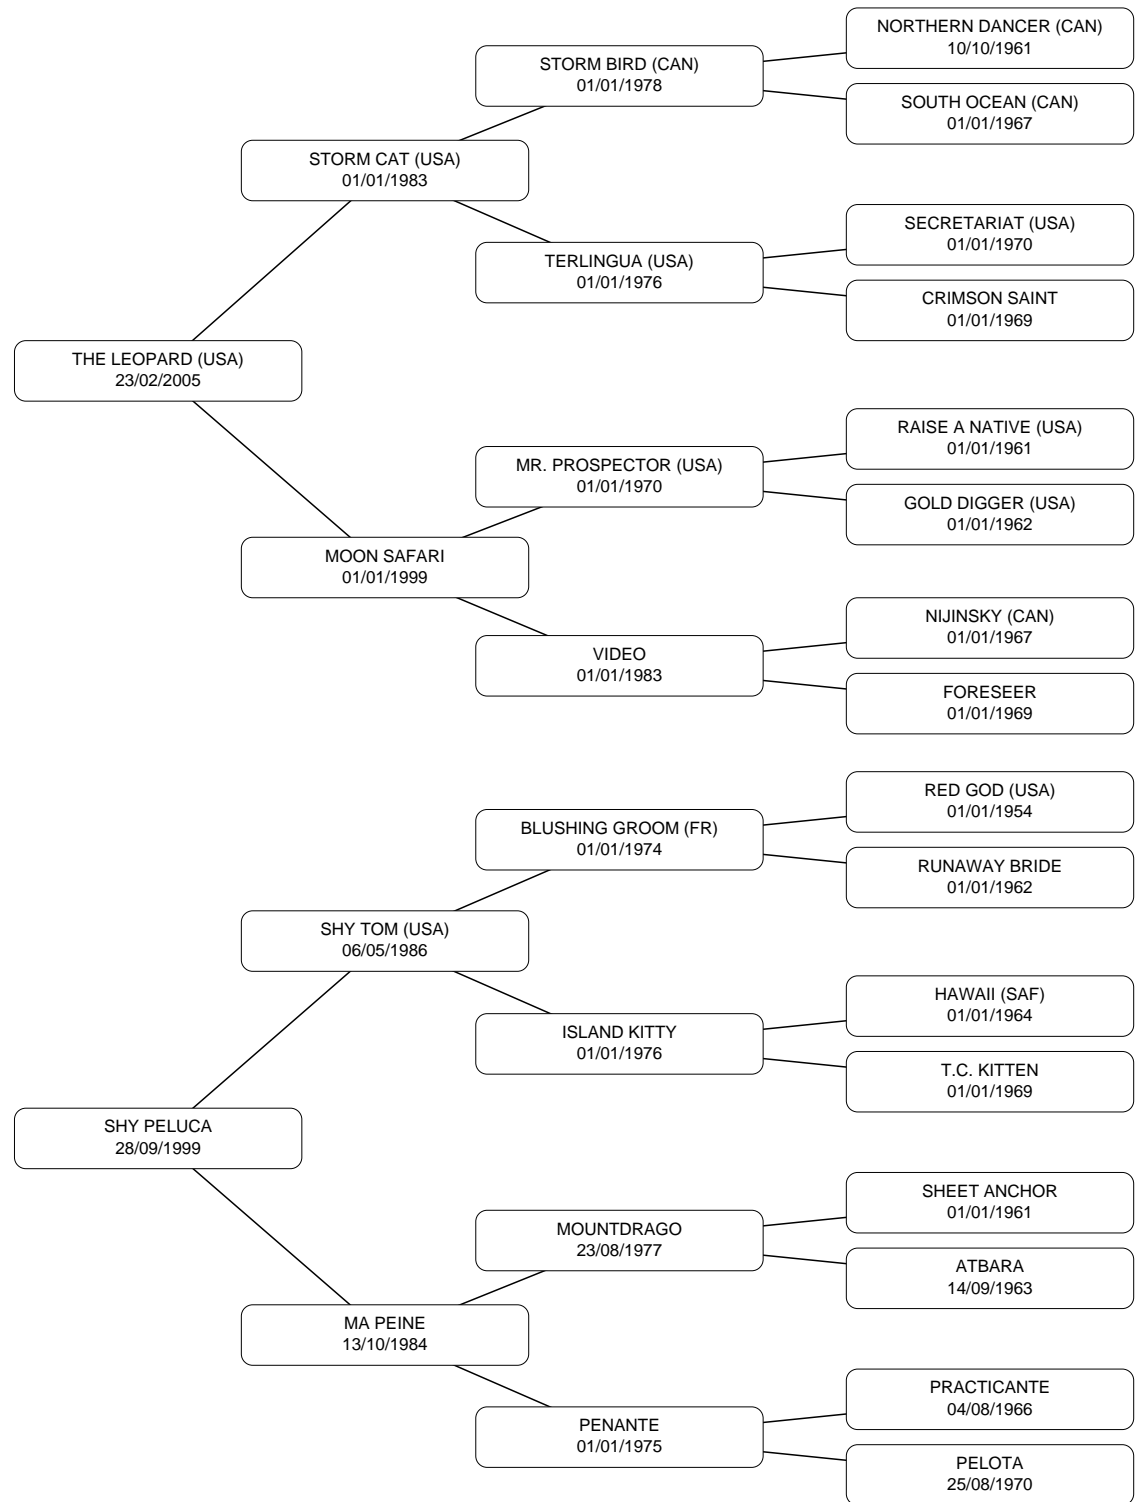 NORTHERN DANCER (CAN)
10/10/1961
STORM BIRD (CAN)
01/01/1978
SOUTH OCEAN (CAN)
01/01/1967
STORM CAT (USA)
01/01/1983
SECRETARIAT (USA)
01/01/1970
TERLINGUA (USA)
01/01/1976
CRIMSON SAINT
01/01/1969
THE LEOPARD (USA)
23/02/2005
RAISE A NATIVE (USA)
01/01/1961
MR. PROSPECTOR (USA)
01/01/1970
GOLD DIGGER (USA)
01/01/1962
MOON SAFARI
01/01/1999
NIJINSKY (CAN)
01/01/1967
VIDEO
01/01/1983
FORESEER
01/01/1969
RED GOD (USA)
01/01/1954
BLUSHING GROOM (FR)
01/01/1974
RUNAWAY BRIDE
01/01/1962
SHY TOM (USA)
06/05/1986
HAWAII (SAF)
01/01/1964
ISLAND KITTY
01/01/1976
T.C. KITTEN
01/01/1969
SHY PELUCA
28/09/1999
SHEET ANCHOR
01/01/1961
MOUNTDRAGO
23/08/1977
ATBARA
14/09/1963
MA PEINE
13/10/1984
PRACTICANTE
04/08/1966
PENANTE
01/01/1975
PELOTA
25/08/1970